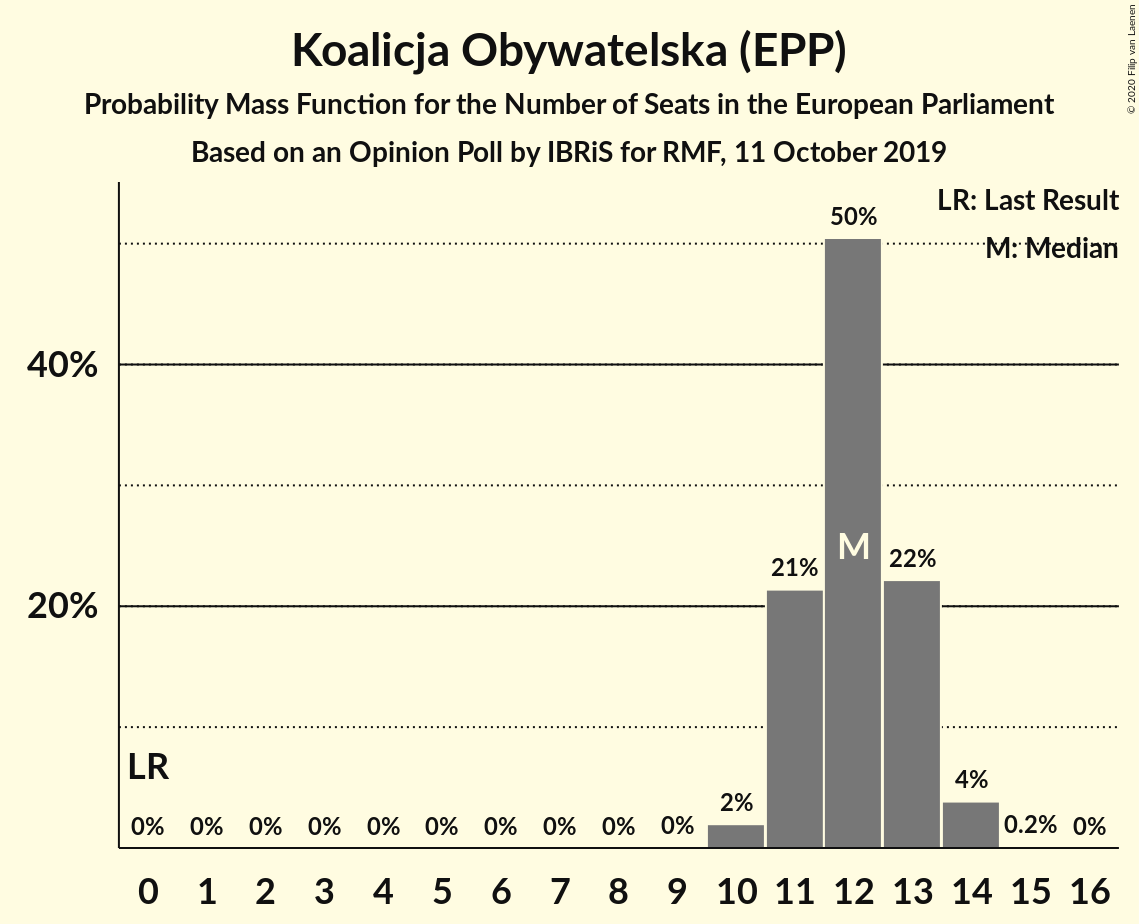 Koalicja Obywatelska (EPP)
Probability Mass Function for the Number of Seats in the European Parliament
Based on an Opinion Poll by IBRiS for RMF, 11 October 2019
© 2020 Filip van Laenen
LR: Last Result
M: Median
50%
40%
M
21%
22%
20%
LR
0%
0%
0%
0%
0%
0%
0%
0%
0%
0%
2%
4%
0.2%
0%
0 1 2 3 4 5 6 7 8 9 10 11 12 13 14 15 16